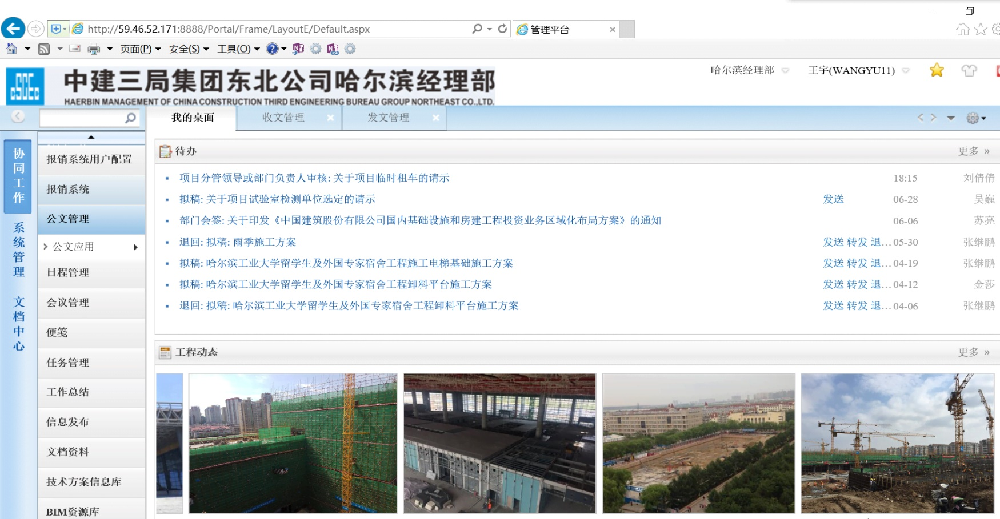 http://59.46.52.171:8888/Portal/Frame/LayoutE/Default.aspx
管理平台
页面(P) 安全(S) 工具(O)
中建三局集团东北公司哈尔滨经理部
HAERBIN MANAGEMENT OF CHINA CONSTRUCTION THIRD ENGINEERING BUREAU GROUP NORTHEAST CO.,LTD.
哈尔滨经理部 王宇(WANGYU11)
我的桌面 收文管理 发文管理
协同工作
系统管理
文档中心
报销系统用户配置
报销系统
公文管理
公文应用
日程管理
会议管理
便笺
任务管理
工作总结
信息发布
文档资料
技术方案信息库
BIM资源库
待办 更多 »
项目分管领导或部门负责人审核: 关于项目临时租车的请示 18:15 刘倩倩
拟稿: 关于项目试验室检测单位选定的请示 发送 06-28 吴巍
部门会签: 关于印发《中国建筑股份有限公司国内基础设施和房建工程投资业务区域化布局方案》的通知 06-06 苏亮
退回: 拟稿: 雨季施工方案 发送 转发 退... 05-30 张继鹏
拟稿: 哈尔滨工业大学留学生及外国专家宿舍工程施工电梯基础施工方案 发送 转发 退... 04-19 张继鹏
拟稿: 哈尔滨工业大学留学生及外国专家宿舍工程卸料平台施工方案 发送 转发 退... 04-12 金莎
退回: 拟稿: 哈尔滨工业大学留学生及外国专家宿舍工程卸料平台施工方案 发送 转发 退... 04-06 张继鹏
工程动态 更多 »